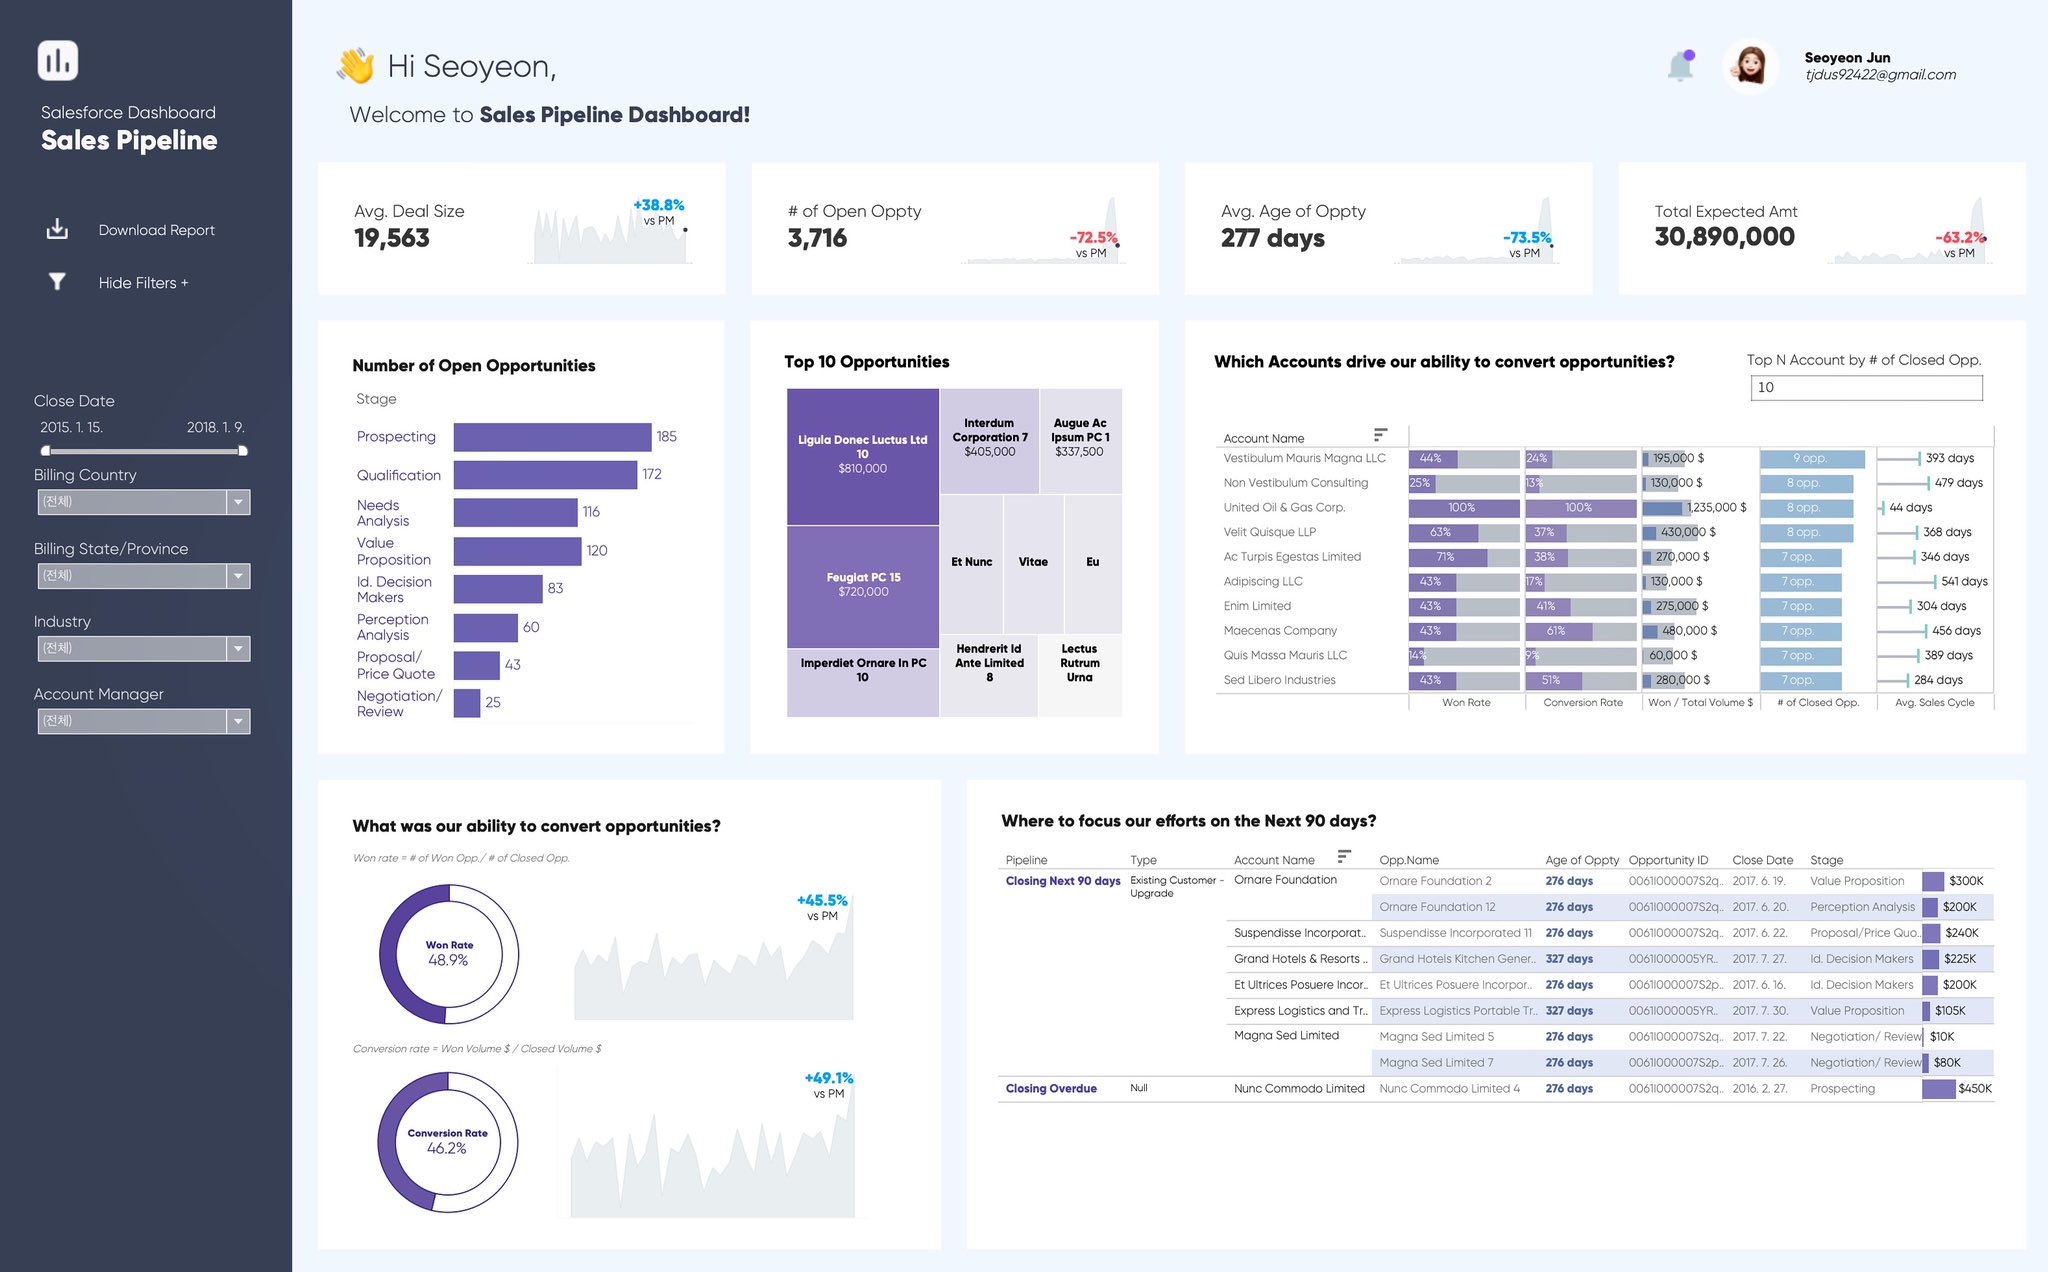 Salesforce Dashboard
Sales Pipeline
Download Report
Hide Filters +
Close Date
2015. 1. 15. 2018. 1. 9.
Billing Country
(전체)
Billing State/Province
(전체)
Industry
(전체)
Account Manager
(전체)
Hi Seoyeon,
Welcome to Sales Pipeline Dashboard!
Seoyeon Jun
tjdus92422@gmail.com
Avg. Deal Size
19,563
+38.8%
vs PM
# of Open Oppty
3,716
-72.5%
vs PM
Avg. Age of Oppty
277 days
-73.5%
vs PM
Total Expected Amt
30,890,000
-63.2%
vs PM
Number of Open Opportunities
Stage
Prospecting 185
Qualification 172
Needs
Analysis 116
Value
Proposition 120
Id. Decision
Makers 83
Perception
Analysis 60
Proposal/
Price Quote 43
Negotiation/
Review 25
Top 10 Opportunities
Ligula Donec Luctus Ltd
10
$810,000
Feugiat PC 15
$720,000
Imperdiet Ornare In PC
10
Interdum
Corporation 7
$405,000
Augue Ac
Ipsum PC 1
$337,500
Et Nunc
Vitae
Eu
Hendrerit Id
Ante Limited
8
Lectus
Rutrum
Urna
Which Accounts drive our ability to convert opportunities?
Top N Account by # of Closed Opp.
10
Account Name
Vestibulum Mauris Magna LLC 44% 24% 195,000 $ 9 opp. 393 days
Non Vestibulum Consulting 25% 13% 130,000 $ 8 opp. 479 days
United Oil & Gas Corp. 100% 100% 1,235,000 $ 8 opp. 44 days
Velit Quisque LLP 63% 37% 430,000 $ 8 opp. 368 days
Ac Turpis Egestas Limited 71% 38% 270,000 $ 7 opp. 346 days
Adipiscing LLC 43% 17% 130,000 $ 7 opp. 541 days
Enim Limited 43% 41% 275,000 $ 7 opp. 304 days
Maecenas Company 43% 61% 480,000 $ 7 opp. 456 days
Quis Massa Mauris LLC 14% 9% 60,000 $ 7 opp. 389 days
Sed Libero Industries 43% 51% 280,000 $ 7 opp. 284 days
Won Rate Conversion Rate Won / Total Volume $ # of Closed Opp. Avg. Sales Cycle
What was our ability to convert opportunities?
Won rate = # of Won Opp./ # of Closed Opp.
Won Rate
48.9%
+45.5%
vs PM
Conversion rate = Won Volume $ / Closed Volume $
Conversion Rate
46.2%
+49.1%
vs PM
Where to focus our efforts on the Next 90 days?
Pipeline Type Account Name Opp.Name Age of Oppty Opportunity ID Close Date Stage
Closing Next 90 days Existing Customer - Upgrade Ornare Foundation Ornare Foundation 2 276 days 0061I000007S2q.. 2017. 6. 19. Value Proposition $300K
Ornare Foundation 12 276 days 0061I000007S2q.. 2017. 6. 20. Perception Analysis $200K
Suspendisse Incorporat.. Suspendisse Incorporated 11 276 days 0061I000007S2q.. 2017. 6. 22. Proposal/Price Quo.. $240K
Grand Hotels & Resorts .. Grand Hotels Kitchen Gener.. 327 days 0061I000005YR.. 2017. 7. 27. Id. Decision Makers $225K
Et Ultrices Posuere Incor.. Et Ultrices Posuere Incorpor.. 276 days 0061I000007S2p.. 2017. 6. 16. Id. Decision Makers $200K
Express Logistics and Tr.. Express Logistics Portable Tr.. 327 days 0061I000005YR.. 2017. 7. 30. Value Proposition $105K
Magna Sed Limited Magna Sed Limited 5 276 days 0061I000007S2q.. 2017. 7. 22. Negotiation/ Review $10K
Magna Sed Limited 7 276 days 0061I000007S2p.. 2017. 7. 26. Negotiation/ Review $80K
Closing Overdue Null Nunc Commodo Limited Nunc Commodo Limited 4 276 days 0061I000007S2q.. 2016. 2. 27. Prospecting $450K